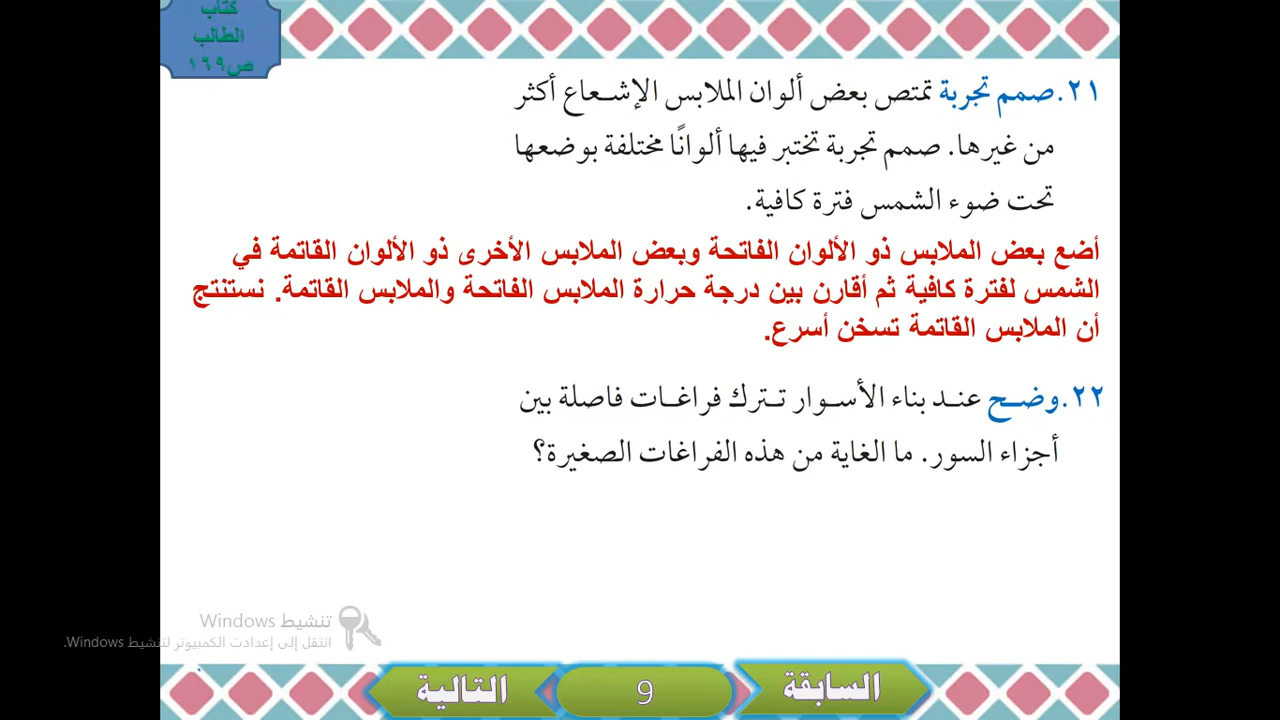 كتاب
الطالب
ص١٦٩
٢١. صمم تجربة تمتص بعض ألوان الملابس الإشعاع أكثر
من غيرها. صمم تجربة تختبر فيها ألوانًا مختلفة بوضعها
تحت ضوء الشمس فترة كافية.
أضع بعض الملابس ذو الألوان الفاتحة وبعض الملابس الأخرى ذو الألوان القاتمة في
الشمس لفترة كافية ثم أقارن بين درجة حرارة الملابس الفاتحة والملابس القاتمة. نستنتج
أن الملابس القاتمة تسخن أسرع.
٢٢. وضح عند بناء الأسوار تترك فراغات فاصلة بين
أجزاء السور. ما الغاية من هذه الفراغات الصغيرة؟
تنشيط Windows
انتقل إلى إعدادت الكمبيوتر لتنشيط Windows.
السابقة
9
التالية